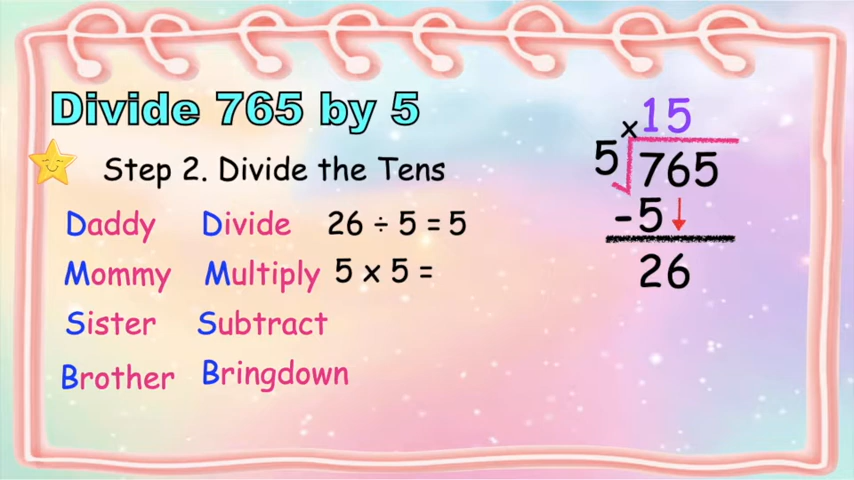 Divide 765 by 5
Step 2. Divide the Tens
Daddy Divide 26 ÷ 5 = 5
Mommy Multiply 5 x 5 =
Sister Subtract
Brother Bringdown
x 15
5 765
-5↓
26